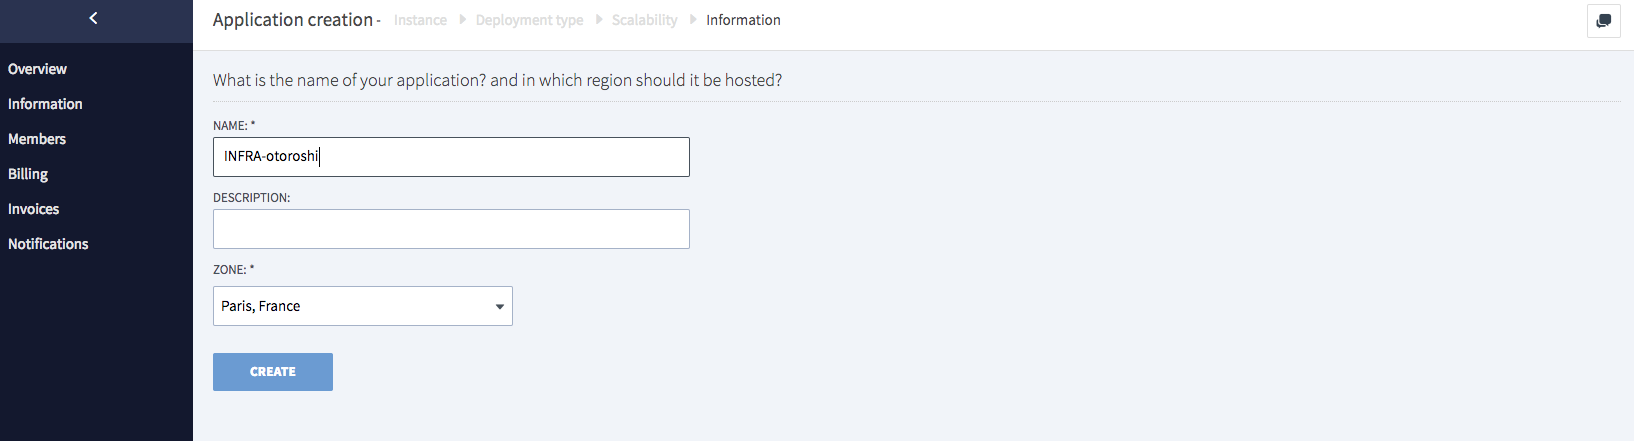 Application creation - Instance Deployment type Scalability Information
Overview
Information
Members
Billing
Invoices
Notifications
What is the name of your application? and in which region should it be hosted?
NAME: *
INFRA-otoroshi
DESCRIPTION:
ZONE: *
Paris, France
CREATE